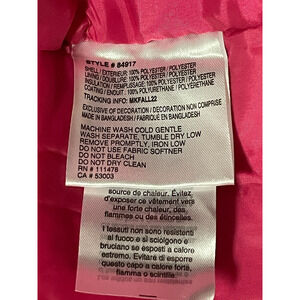 STYLE # 84917
SHELL / EXTERIEUR: 100% POLYESTER / POLYESTER
LINING / DOUBLURE: 100% POLYESTER / POLYESTER
INSULATION / REMPLISSAGE: 100% POLYESTER / POLYESTER
COATING / ENDUIT: 100% POLYURETHANE / POLYURETHANE
TRACKING INFO: MKFALL22
EXCLUSIVE OF DECORATION / DECORATION NON COMPRISE
MADE IN BANGLADESH / FABRIQUÉ EN BANGLADESH
MACHINE WASH COLD GENTLE
WASH SEPARATE, TUMBLE DRY LOW
REMOVE PROMPTLY, IRON LOW
DO NOT USE FABRIC SOFTNER
DO NOT BLEACH
DO NOT DRY CLEAN
RN # 111478
CA # 53003
source de chaleur. Évitez
d'exposer ce vêtement vers
une forte chaleur, des
flammes ou des étincelles.
I tessuti non sono resistenti
al fuoco e si sciolgono e
bruciano se esposti a calore
estremo. Evitare di esporre
questo capo a calore forte,
fiamma o scintille